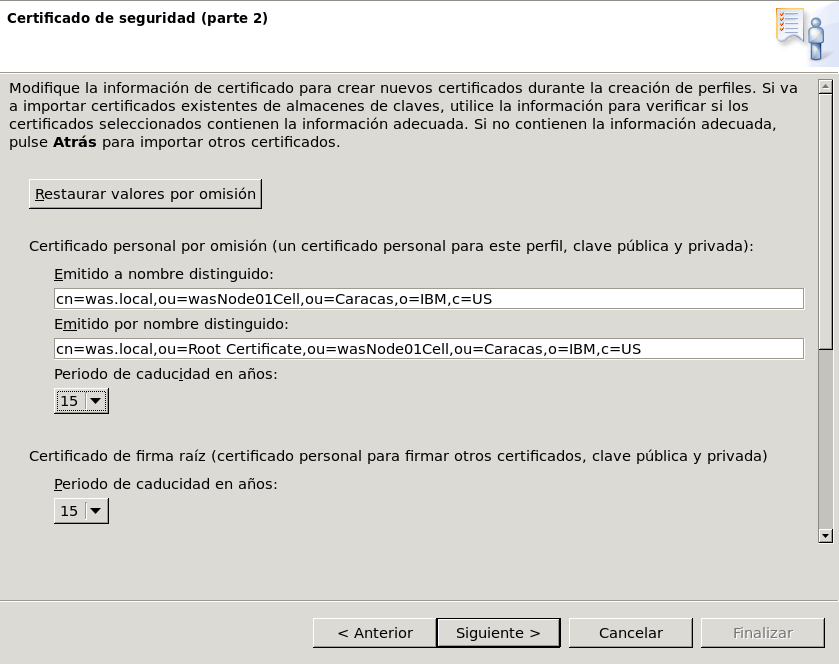 Certificado de seguridad (parte 2)
Modifique la información de certificado para crear nuevos certificados durante la creación de perfiles. Si va
a importar certificados existentes de almacenes de claves, utilice la información para verificar si los
certificados seleccionados contienen la información adecuada. Si no contienen la información adecuada,
pulse Atrás para importar otros certificados.
Restaurar valores por omisión
Certificado personal por omisión (un certificado personal para este perfil, clave pública y privada):
Emitido a nombre distinguido:
cn=was.local,ou=wasNode01Cell,ou=Caracas,o=IBM,c=US
Emitido por nombre distinguido:
cn=was.local,ou=Root Certificate,ou=wasNode01Cell,ou=Caracas,o=IBM,c=US
Periodo de caducidad en años:
15
Certificado de firma raíz (certificado personal para firmar otros certificados, clave pública y privada)
Periodo de caducidad en años:
15
< Anterior Siguiente > Cancelar Finalizar